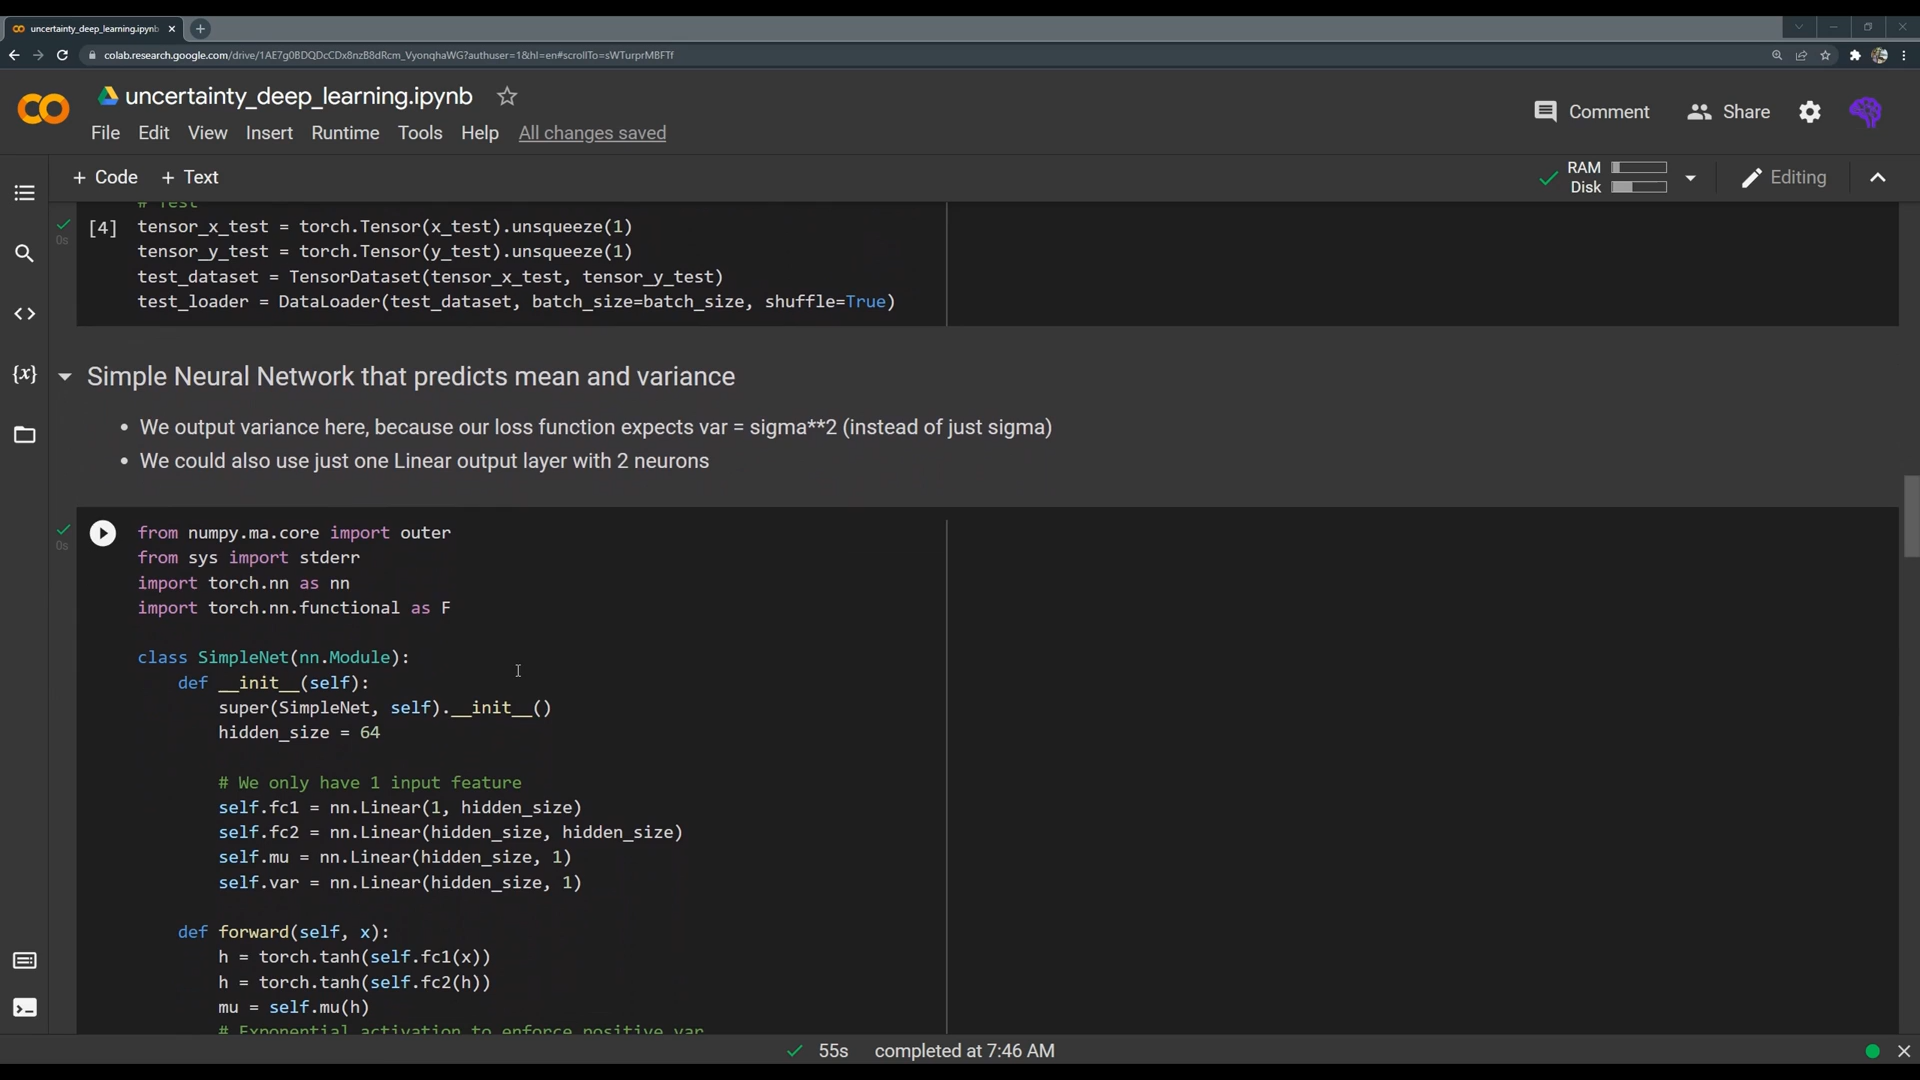 uncertainty_deep_learning.ipynb
colab.research.google.com/drive/1AE7g0BDQDcCDx8nzB8dRcm_VyonqhaWG?authuser=1&hl=en#scrollTo=sWTurprMBFTf
uncertainty_deep_learning.ipynb
Comment
Share
File Edit View Insert Runtime Tools Help All changes saved
+ Code + Text
RAM
Disk
Editing
# Test
[4] tensor_x_test = torch.Tensor(x_test).unsqueeze(1)
0s
tensor_y_test = torch.Tensor(y_test).unsqueeze(1)
test_dataset = TensorDataset(tensor_x_test, tensor_y_test)
test_loader = DataLoader(test_dataset, batch_size=batch_size, shuffle=True)
Simple Neural Network that predicts mean and variance
• We output variance here, because our loss function expects var = sigma**2 (instead of just sigma)
• We could also use just one Linear output layer with 2 neurons
from numpy.ma.core import outer
0s
from sys import stderr
import torch.nn as nn
import torch.nn.functional as F
class SimpleNet(nn.Module):
def __init__(self):
super(SimpleNet, self).__init__()
hidden_size = 64
# We only have 1 input feature
self.fc1 = nn.Linear(1, hidden_size)
self.fc2 = nn.Linear(hidden_size, hidden_size)
self.mu = nn.Linear(hidden_size, 1)
self.var = nn.Linear(hidden_size, 1)
def forward(self, x):
h = torch.tanh(self.fc1(x))
h = torch.tanh(self.fc2(h))
mu = self.mu(h)
# Exponential activation to enforce positive var
55s completed at 7:46 AM